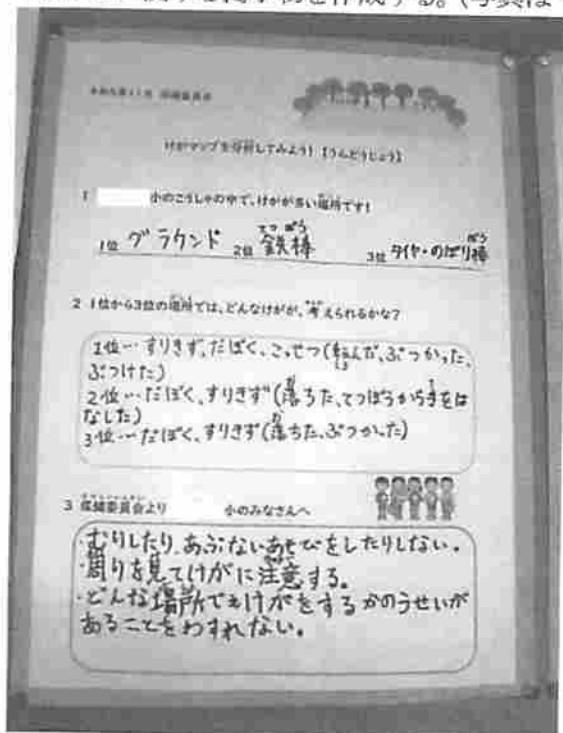 けがマップを分析してみよう! 【うんどうじょう】
1 小のこうしゃの中で、けがが多い場所です!
1位 グラウンド 2位 鉄棒 3位 タイヤ・のぼり棒
2 1位から3位の場所では、どんなけがが、考えられるかな?
1位…すりきず、だぼく、こっせつ(転んだ、ぶつかった、
ぶつけた)
2位…だぼく、すりきず(落ちた、てつぼうから手をは
なした)
3位…だぼく、すりきず(落ちた、ぶつかった)
3 保健委員会より 小のみなさんへ
・むりしたり、あぶないあそびをしたりしない。
・周りを見てけがに注意する。
・どんな場所でもけがをするかのうせいが
あることをわすれない。